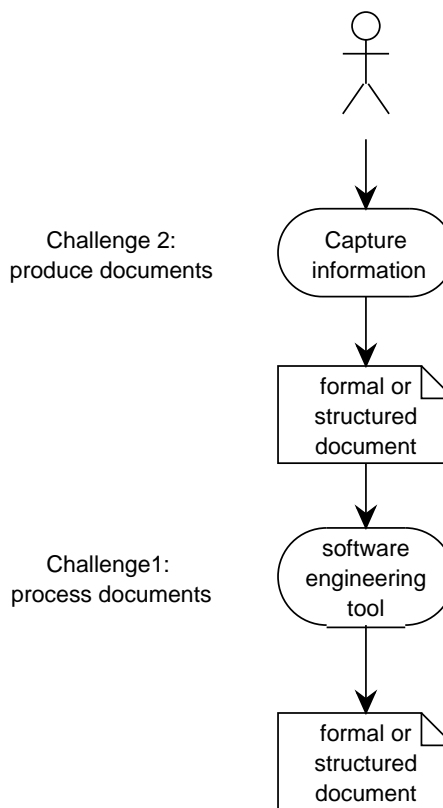 Challenge 2:
produce documents
Capture
information
formal or
structured
document
Challenge1:
process documents
software
engineering
tool
formal or
structured
document